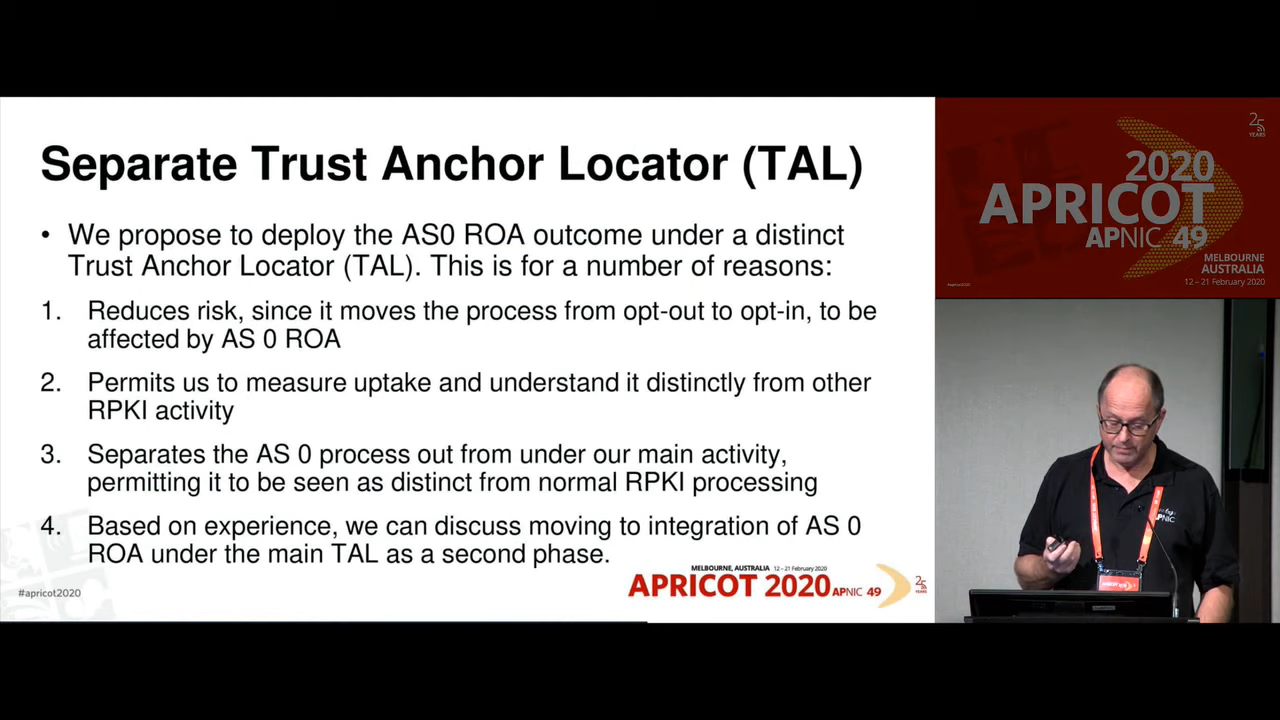 Separate Trust Anchor Locator (TAL)
• We propose to deploy the AS0 ROA outcome under a distinct
Trust Anchor Locator (TAL). This is for a number of reasons:
1. Reduces risk, since it moves the process from opt-out to opt-in, to be
affected by AS 0 ROA
2. Permits us to measure uptake and understand it distinctly from other
RPKI activity
3. Separates the AS 0 process out from under our main activity,
permitting it to be seen as distinct from normal RPKI processing
4. Based on experience, we can discuss moving to integration of AS 0
ROA under the main TAL as a second phase.
#apricot2020
MELBOURNE, AUSTRALIA 12 – 21 February 2020
APRICOT 2020 APNIC 49
25
YEARS
25
YEARS
2020
APRICOT
APNIC 49
MELBOURNE
AUSTRALIA
12 – 21 February 2020
#apricot2020
APNIC